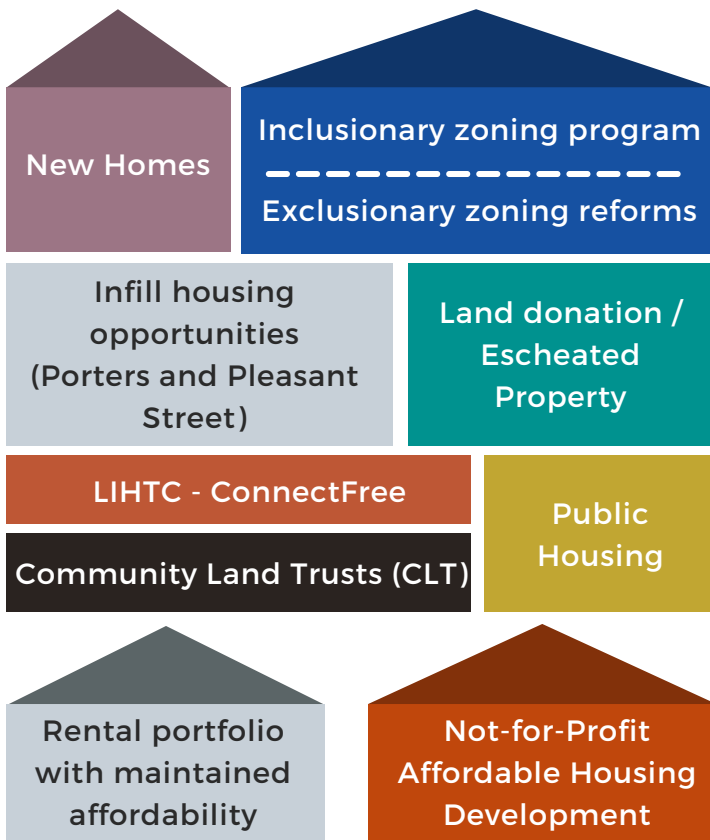 New Homes
Inclusionary zoning program
Exclusionary zoning reforms
Infill housing
opportunities
(Porters and Pleasant
Street)
Land donation /
Escheated
Property
LIHTC - ConnectFree
Community Land Trusts (CLT)
Public
Housing
Rental portfolio
with maintained
affordability
Not-for-Profit
Affordable Housing
Development